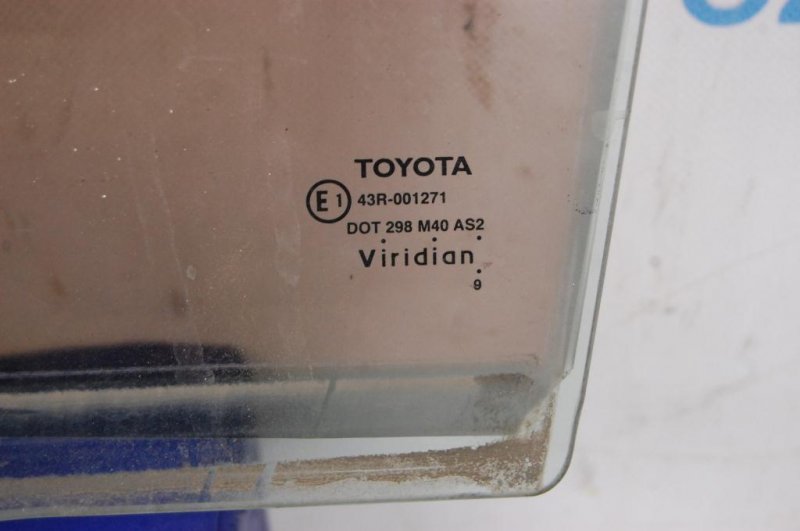 TOYOTA
E1 43R-001271
DOT 298 M40 AS2
. . .
Viridian
.
9